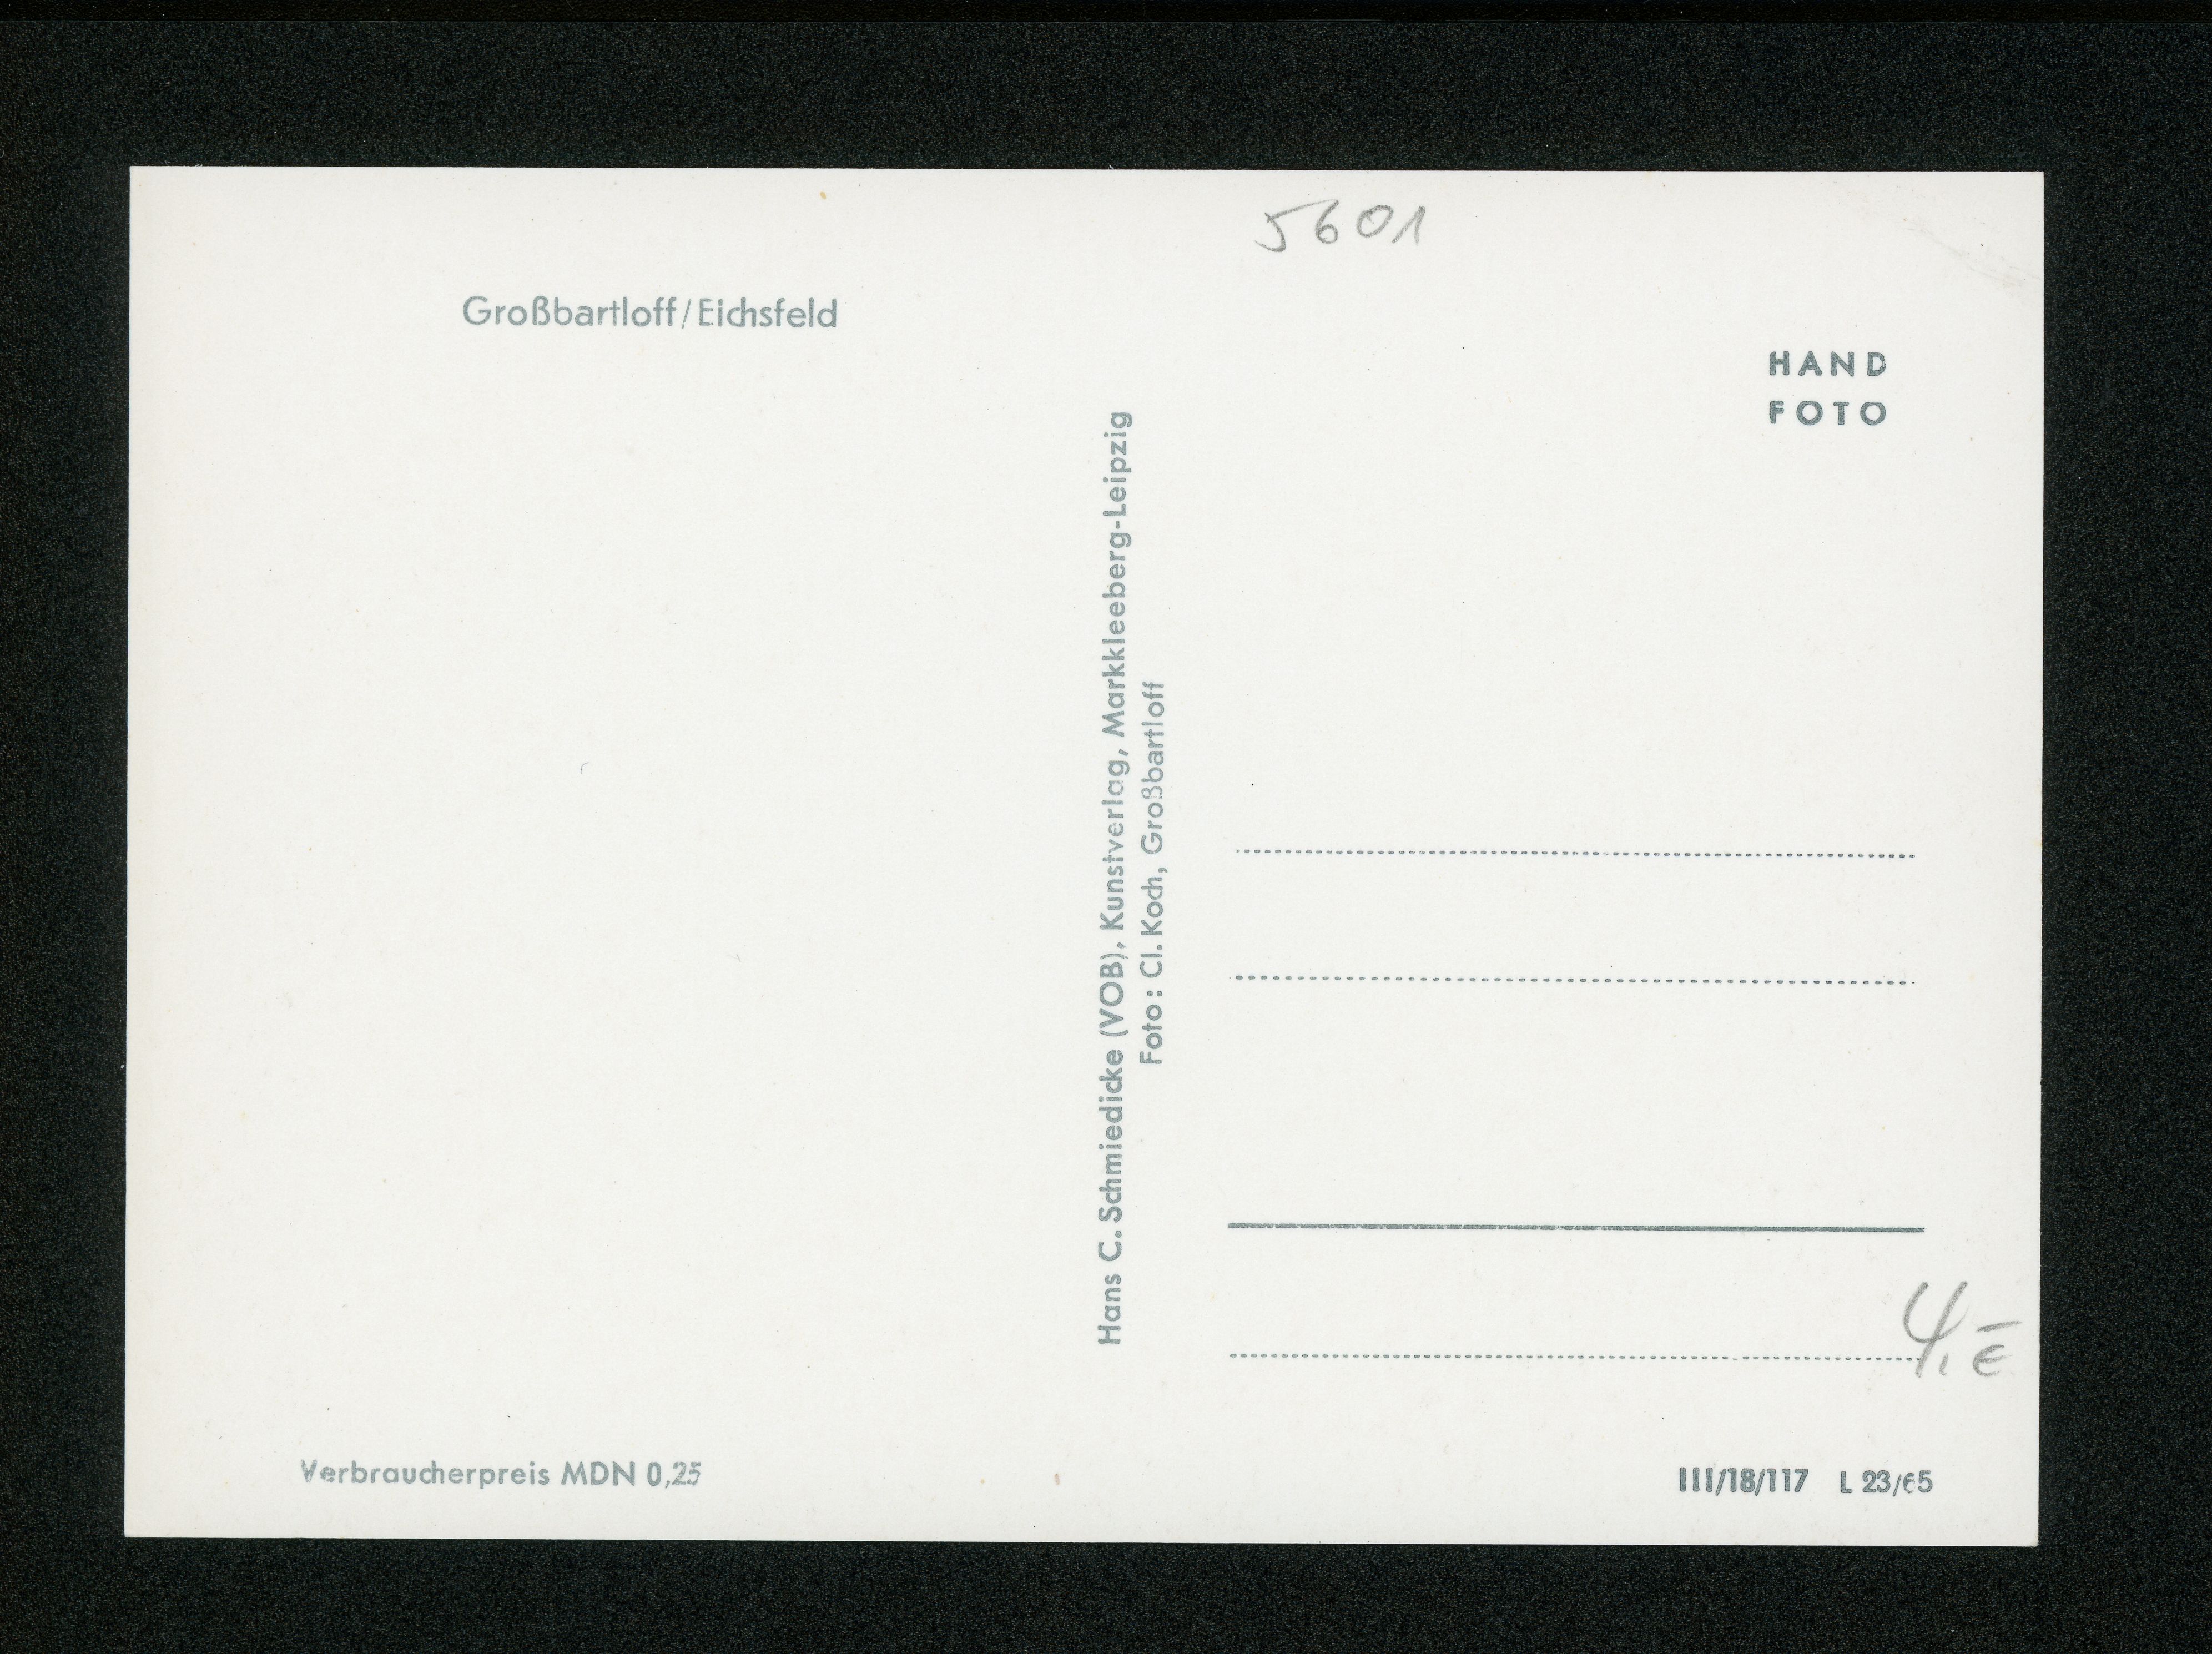 5601
Großbartloff/Eichsfeld
HAND
FOTO
Hans C. Schmiedicke (VOB), Kunstverlag, Markkleeberg-Leipzig
Foto: Cl. Koch, Großbartloff
4,- €
Verbraucherpreis MDN 0,25
III/18/117 L 23/65